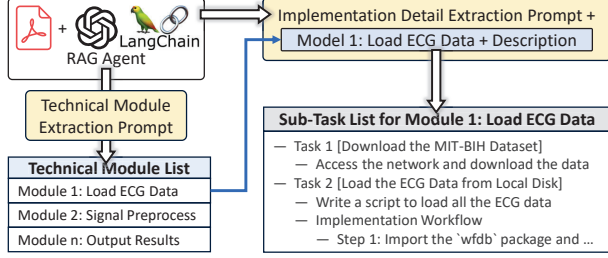 +
LangChain
RAG Agent
Technical Module
Extraction Prompt
Technical Module List
Module 1: Load ECG Data
Module 2: Signal Preprocess
Module n: Output Results
Implementation Detail Extraction Prompt +
Model 1: Load ECG Data + Description
Sub-Task List for Module 1: Load ECG Data
— Task 1 [Download the MIT-BIH Dataset]
— Access the network and download the data
— Task 2 [Load the ECG Data from Local Disk]
— Write a script to load all the ECG data
— Implementation Workflow
— Step 1: Import the `wfdb` package and ...